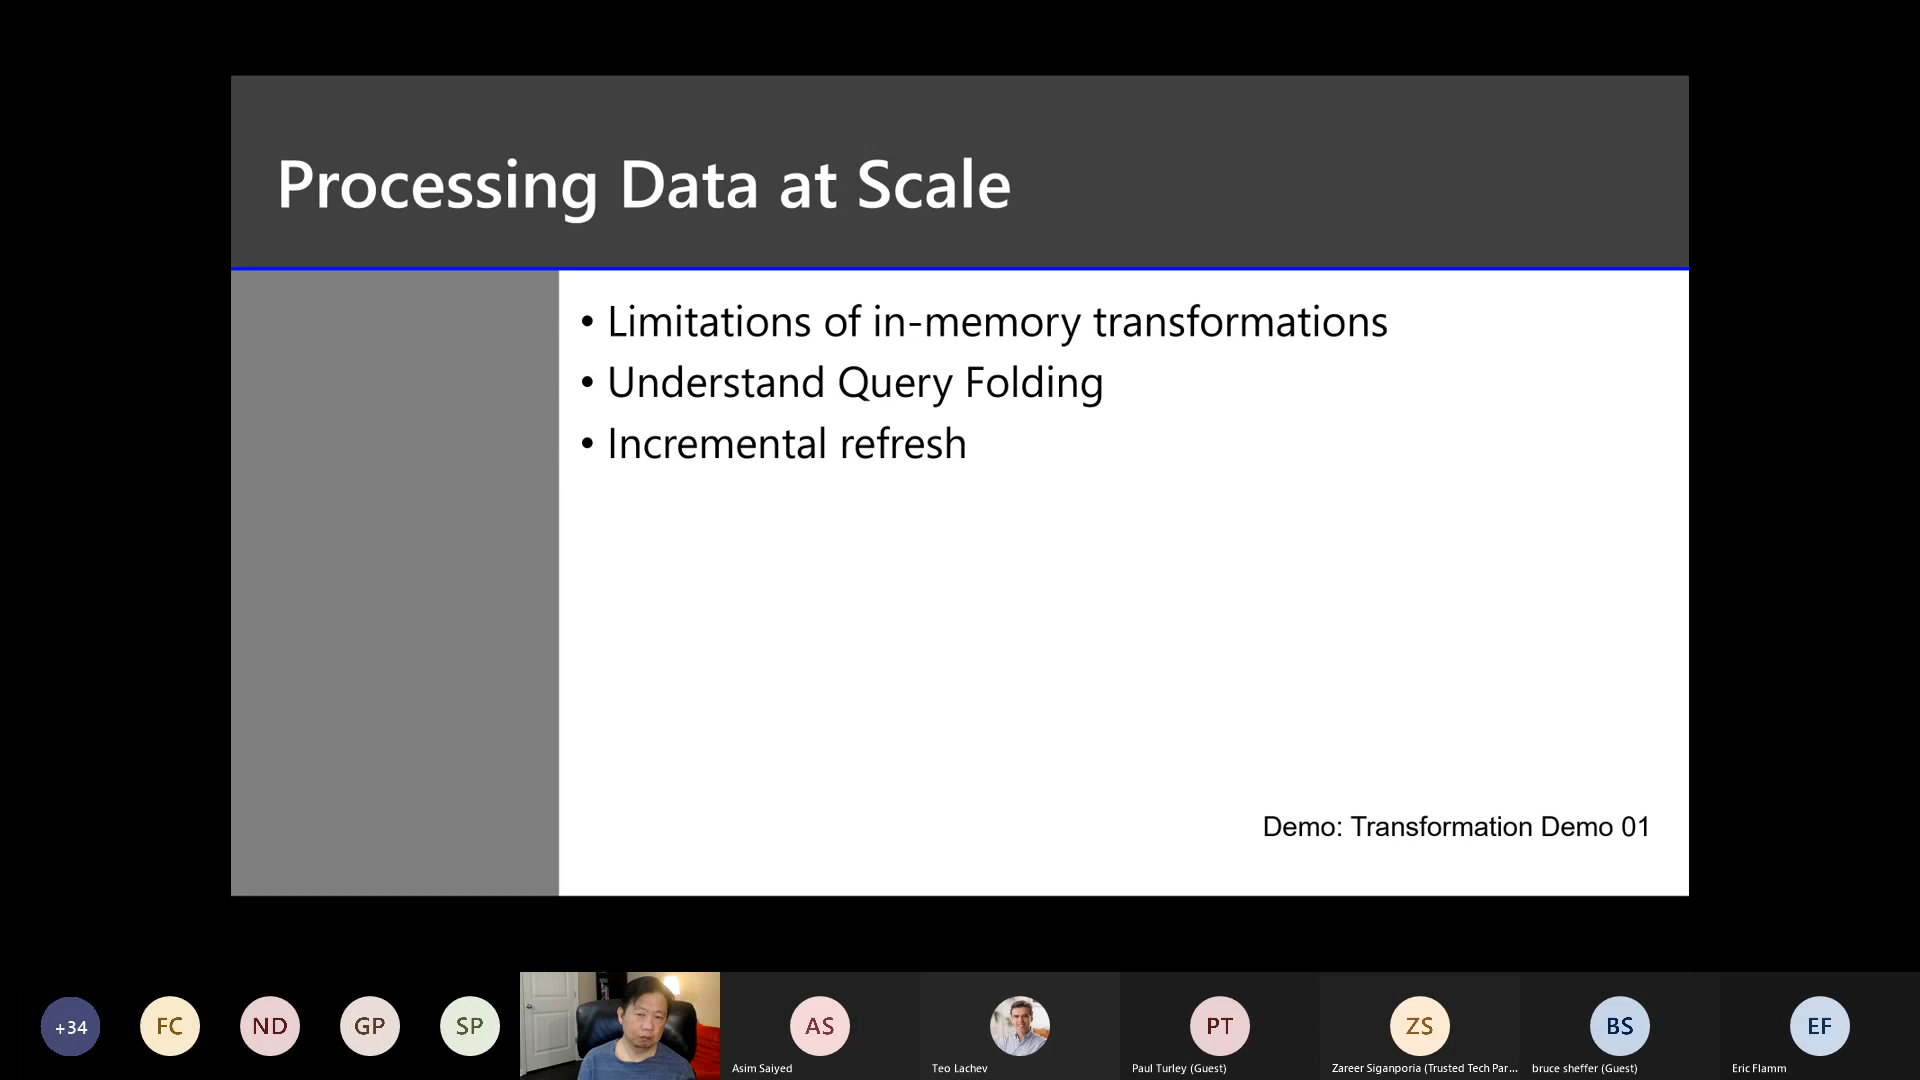 Processing Data at Scale
• Limitations of in-memory transformations
• Understand Query Folding
• Incremental refresh
Demo: Transformation Demo 01
+34
FC
ND
GP
SP
AS
PT
ZS
BS
EF
Asim Saiyed
Teo Lachev
Paul Turley (Guest)
Zareer Siganporia (Trusted Tech Par...
bruce sheffer (Guest)
Eric Flamm